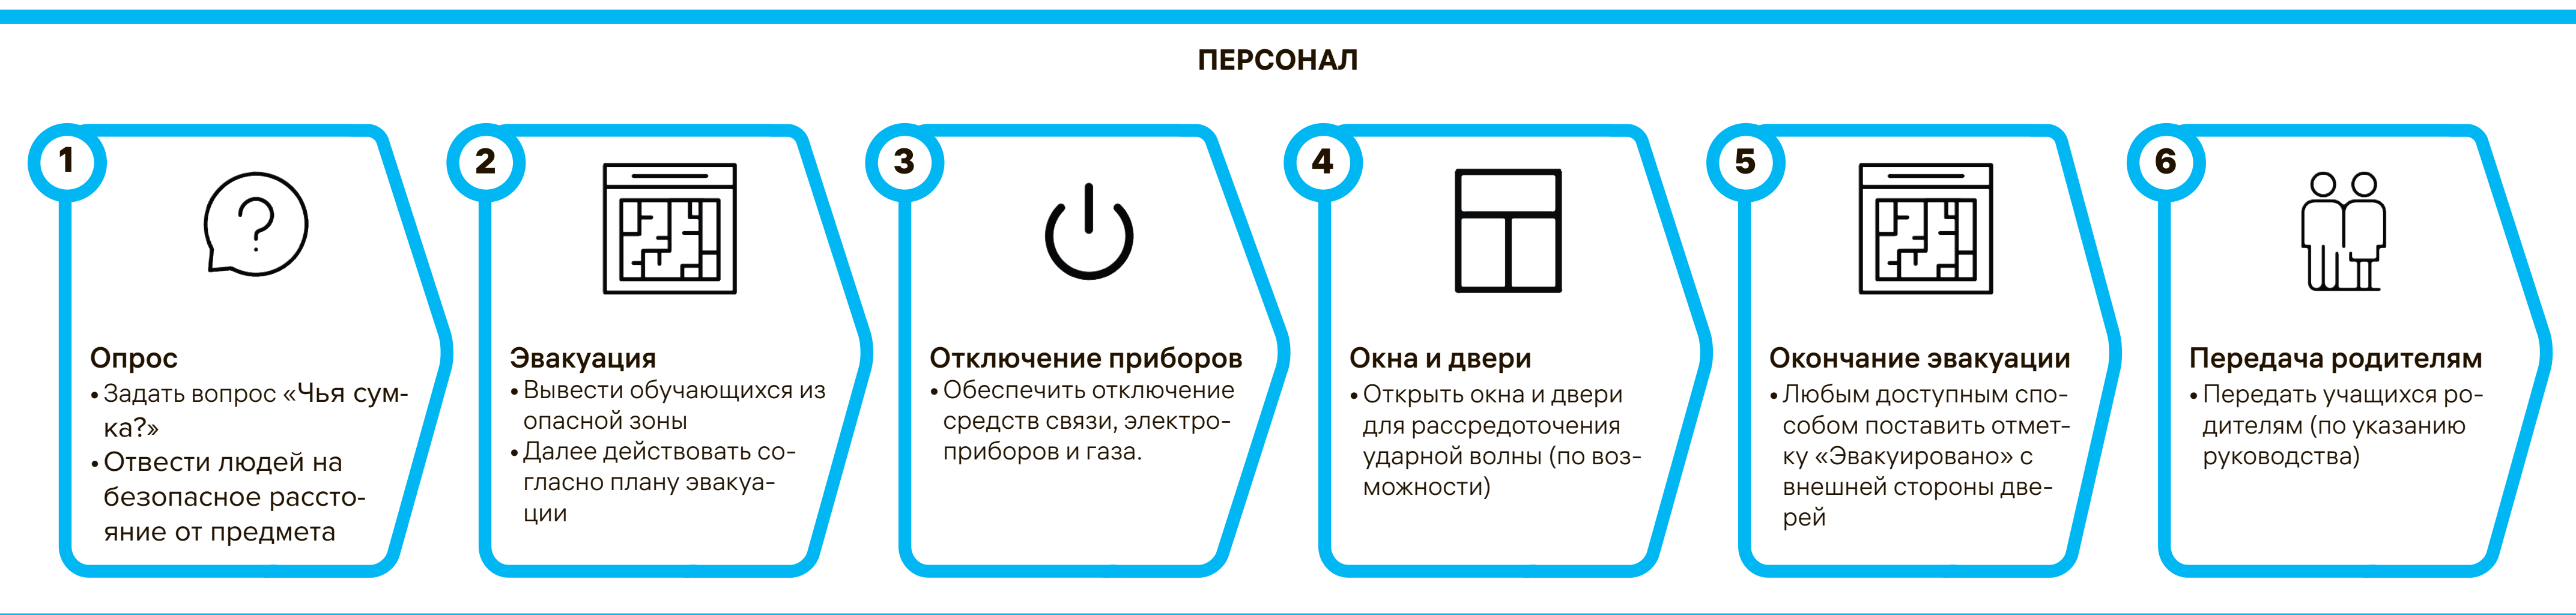 ПЕРСОНАЛ
1
Опрос
• Задать вопрос «Чья сум-
ка?»
• Отвести людей на
безопасное рассто-
яние от предмета
2
Эвакуация
• Вывести обучающихся из
опасной зоны
• Далее действовать со-
гласно плану эвакуа-
ции
3
Отключение приборов
• Обеспечить отключение
средств связи, электро-
приборов и газа.
4
Окна и двери
• Открыть окна и двери
для рассредоточения
ударной волны (по воз-
можности)
5
Окончание эвакуации
• Любым доступным спо-
собом поставить отмет-
ку «Эвакуировано» с
внешней стороны две-
рей
6
Передача родителям
• Передать учащихся ро-
дителям (по указанию
руководства)